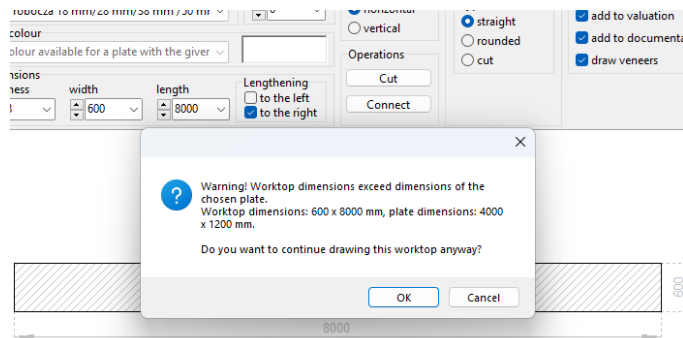 robocza 18 mm/28 mm/38 mm /50 mr
horizontal
vertical
straight
rounded
cut
add to valuation
add to documenta
draw veneers
colour
olour available for a plate with the giver
Operations
Cut
Connect
nsions
ness width length
600 8000
Lengthening
to the left
to the right
Warning! Worktop dimensions exceed dimensions of the
chosen plate.
Worktop dimensions: 600 x 8000 mm, plate dimensions: 4000
x 1200 mm.
Do you want to continue drawing this worktop anyway?
OK Cancel
600
8000